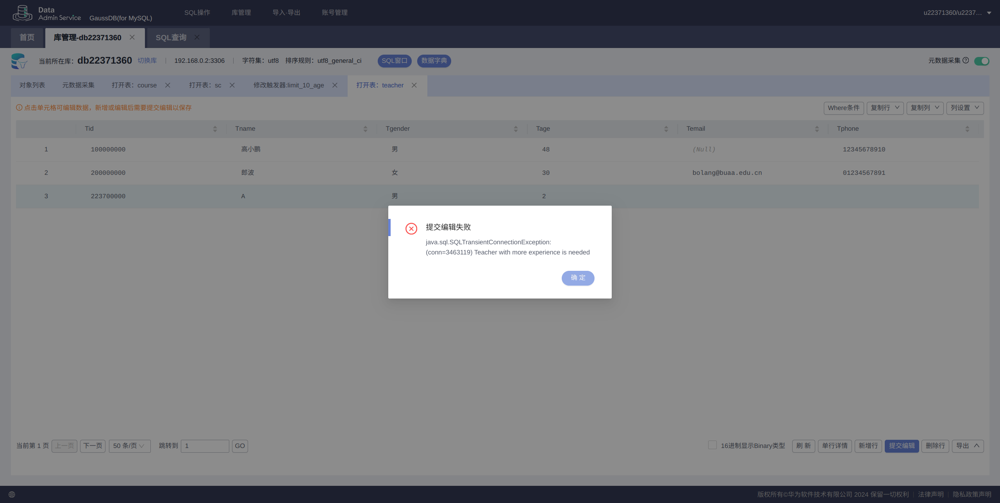 Data
Admin Service GaussDB(for MySQL) SQL操作 库管理 导入·导出 账号管理 u22371360/u2237...
首页 库管理-db22371360 SQL查询
当前所在库: db22371360 切换库 192.168.0.2:3306 字符集: utf8 排序规则: utf8_general_ci SQL窗口 数据字典 元数据采集
对象列表 元数据采集 打开表: course 打开表: sc 修改触发器:limit_10_age 打开表: teacher
点击单元格可编辑数据，新增或编辑后需要提交编辑以保存 Where条件 复制行 复制列 列设置
Tid Tname Tgender Tage Temail Tphone
1 100000000 高小鹏 男 48 (Null) 12345678910
2 200000000 郎波 女 30 bolang@buaa.edu.cn 01234567891
3 223700000 A 男 2
提交编辑失败
java.sql.SQLTransientConnectionException:
(conn=3463119) Teacher with more experience is needed
确 定
当前第 1 页 上一页 下一页 50 条/页 跳转到 1 GO 16进制显示Binary类型 刷 新 单行详情 新增行 提交编辑 删除行 导出
版权所有©华为软件技术有限公司 2024 保留一切权利 法律声明 隐私政策声明